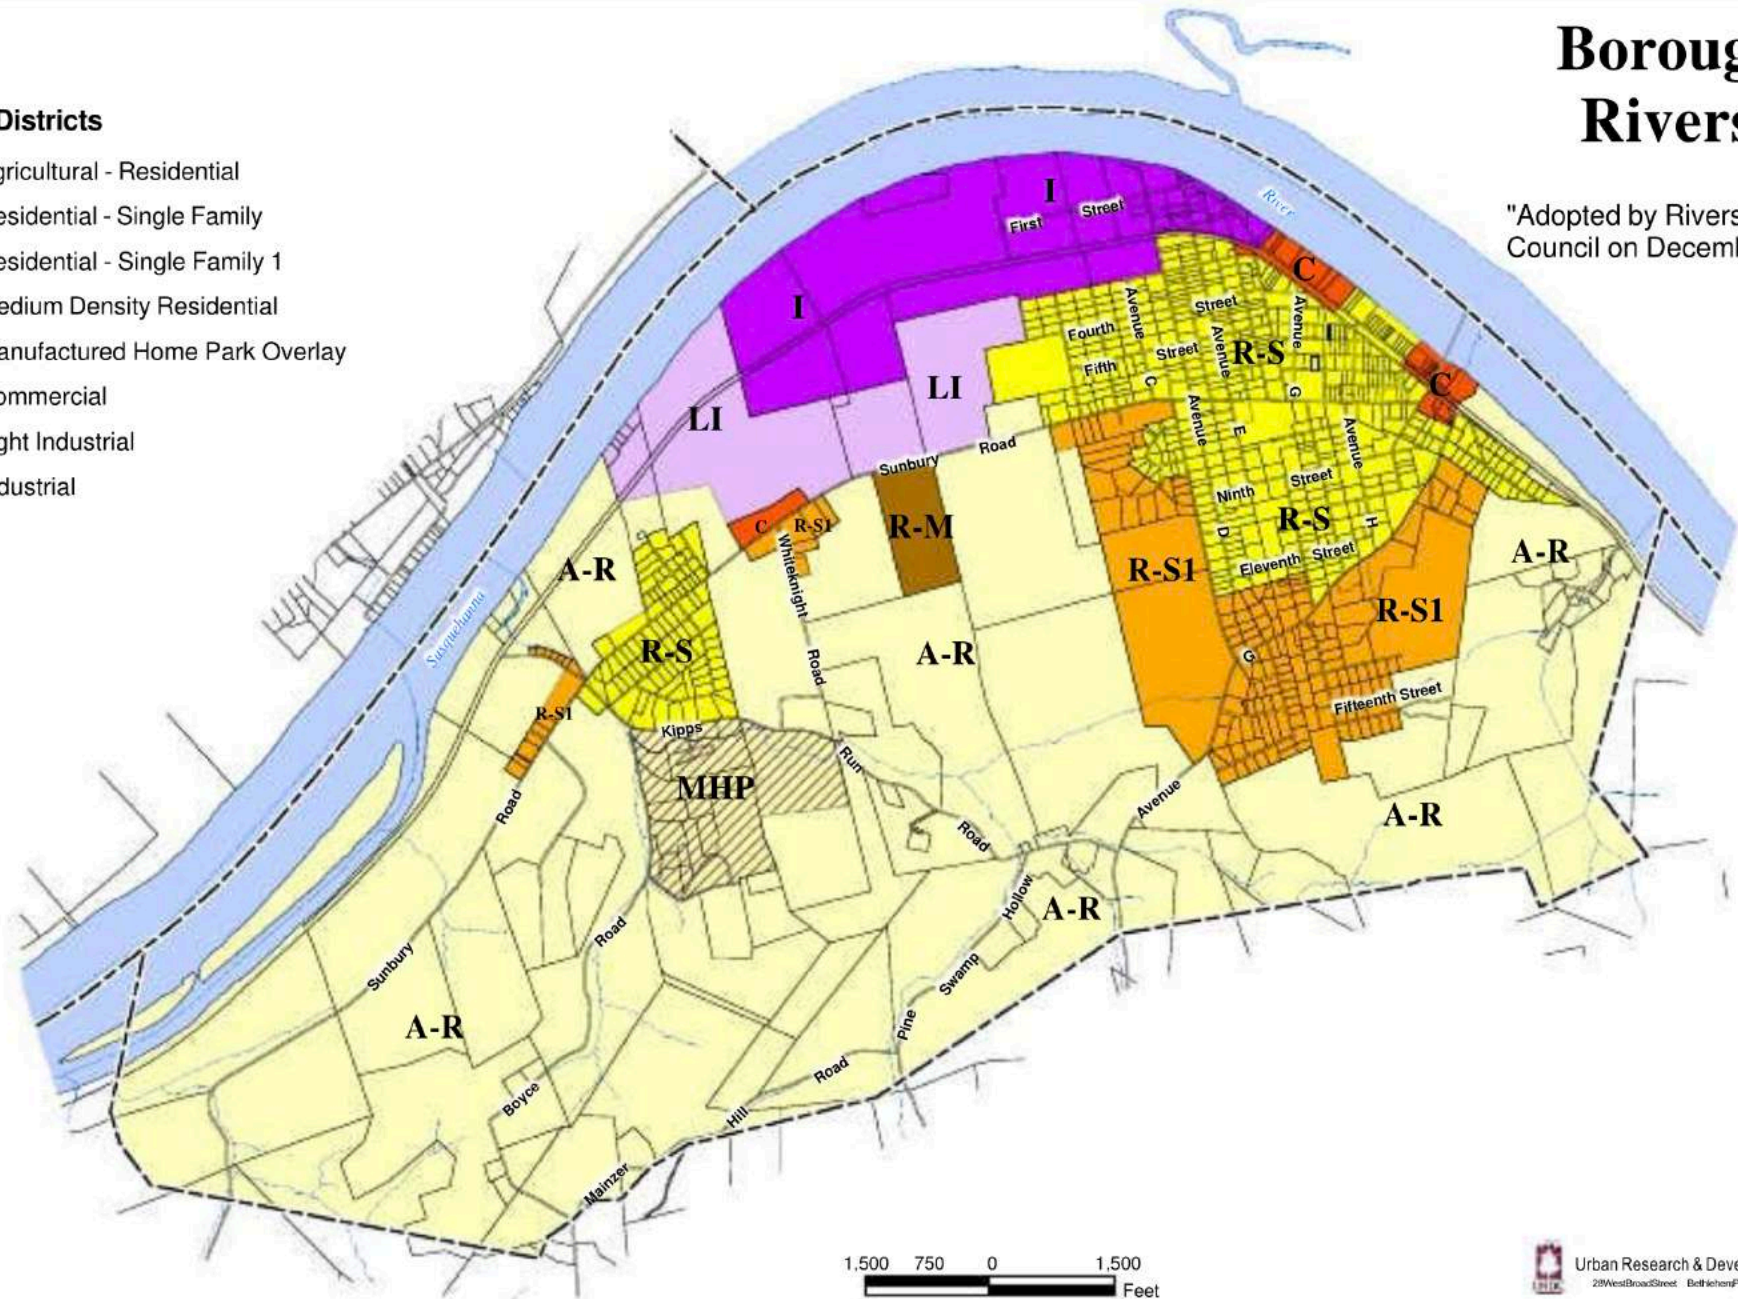 Boroug
Rivers
"Adopted by Rivers
Council on Decemb
Districts
gricultural - Residential
esidential - Single Family
esidential - Single Family 1
edium Density Residential
anufactured Home Park Overlay
ommercial
ght Industrial
dustrial
River
I
First Street
C
I
Avenue
Street
Avenue
Fourth
Avenue
Street
R-S
Fifth
C
G
C
LI
LI
Avenue
E
Avenue
Road
Sunbury
Street
Ninth
C
R-S1
R-M
R-S
H
D
Whiteknight
Road
Eleventh Street
A-R
A-R
R-S1
R-S1
Susquehanna
R-S
A-R
G
Fifteenth Street
R-S1
Kipps
Run
Road
MHP
Road
Avenue
A-R
Hollow
A-R
Road
Sunbury
Swamp
A-R
Pine
Road
Boyce
Hill
Mainzer
1,500 750 0 1,500
Feet
Urban Research & Deve
28WestBroadStreet BethlehemP